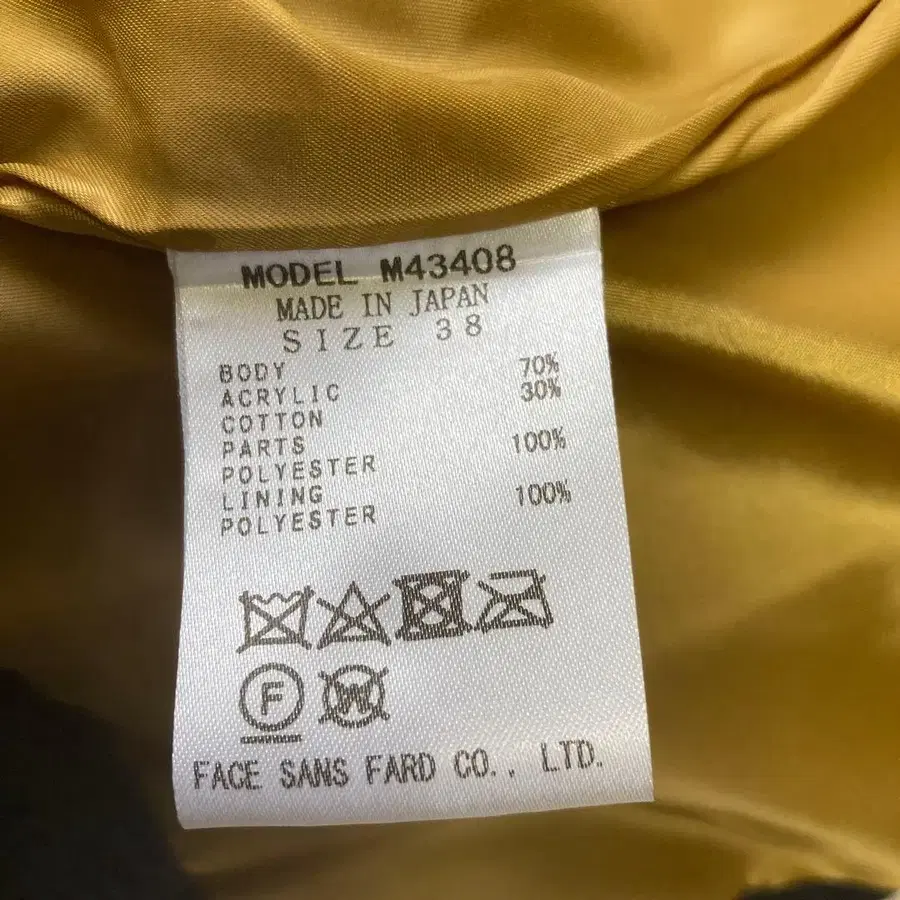 MODEL M43408
MADE IN JAPAN
SIZE 38
BODY 70%
ACRYLIC 30%
COTTON
PARTS 100%
POLYESTER
LINING 100%
POLYESTER
F W
FACE SANS FARD CO., LTD.